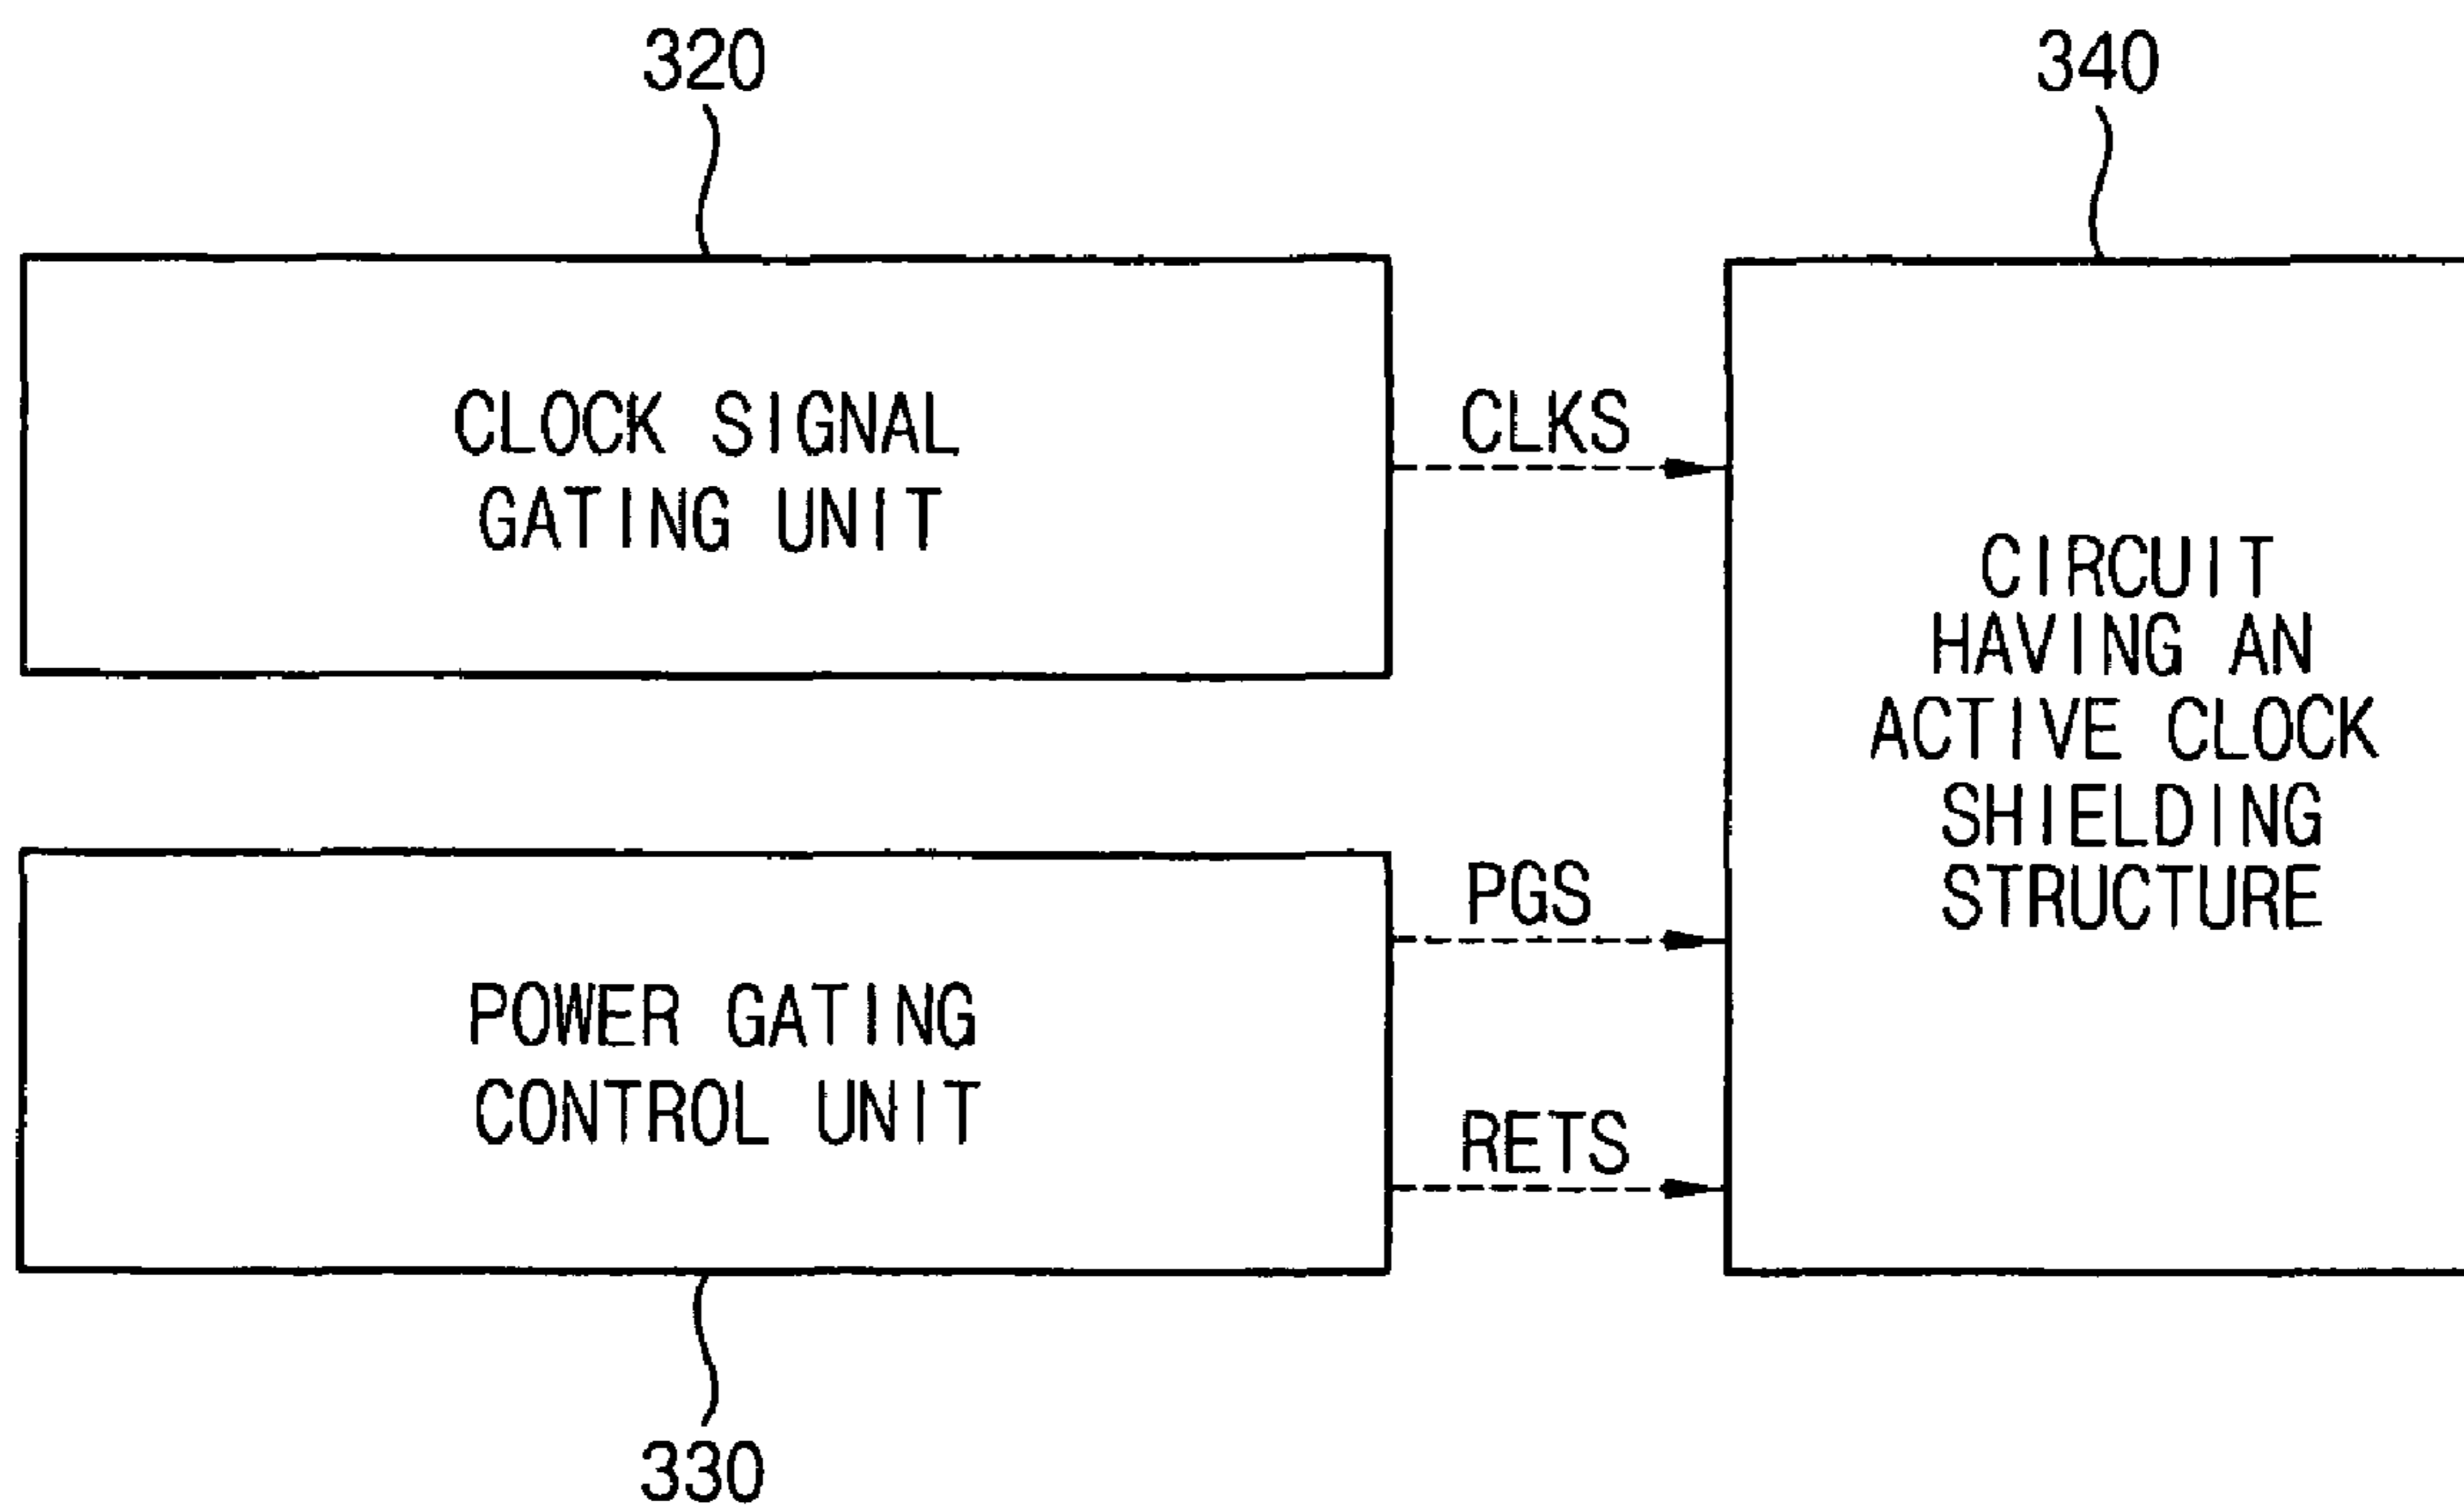 320
340
CLOCK SIGNAL
GATING UNIT
CLKS
CIRCUIT
HAVING AN
ACTIVE CLOCK
SHIELDING
STRUCTURE
POWER GATING
CONTROL UNIT
PGS
RETS
330